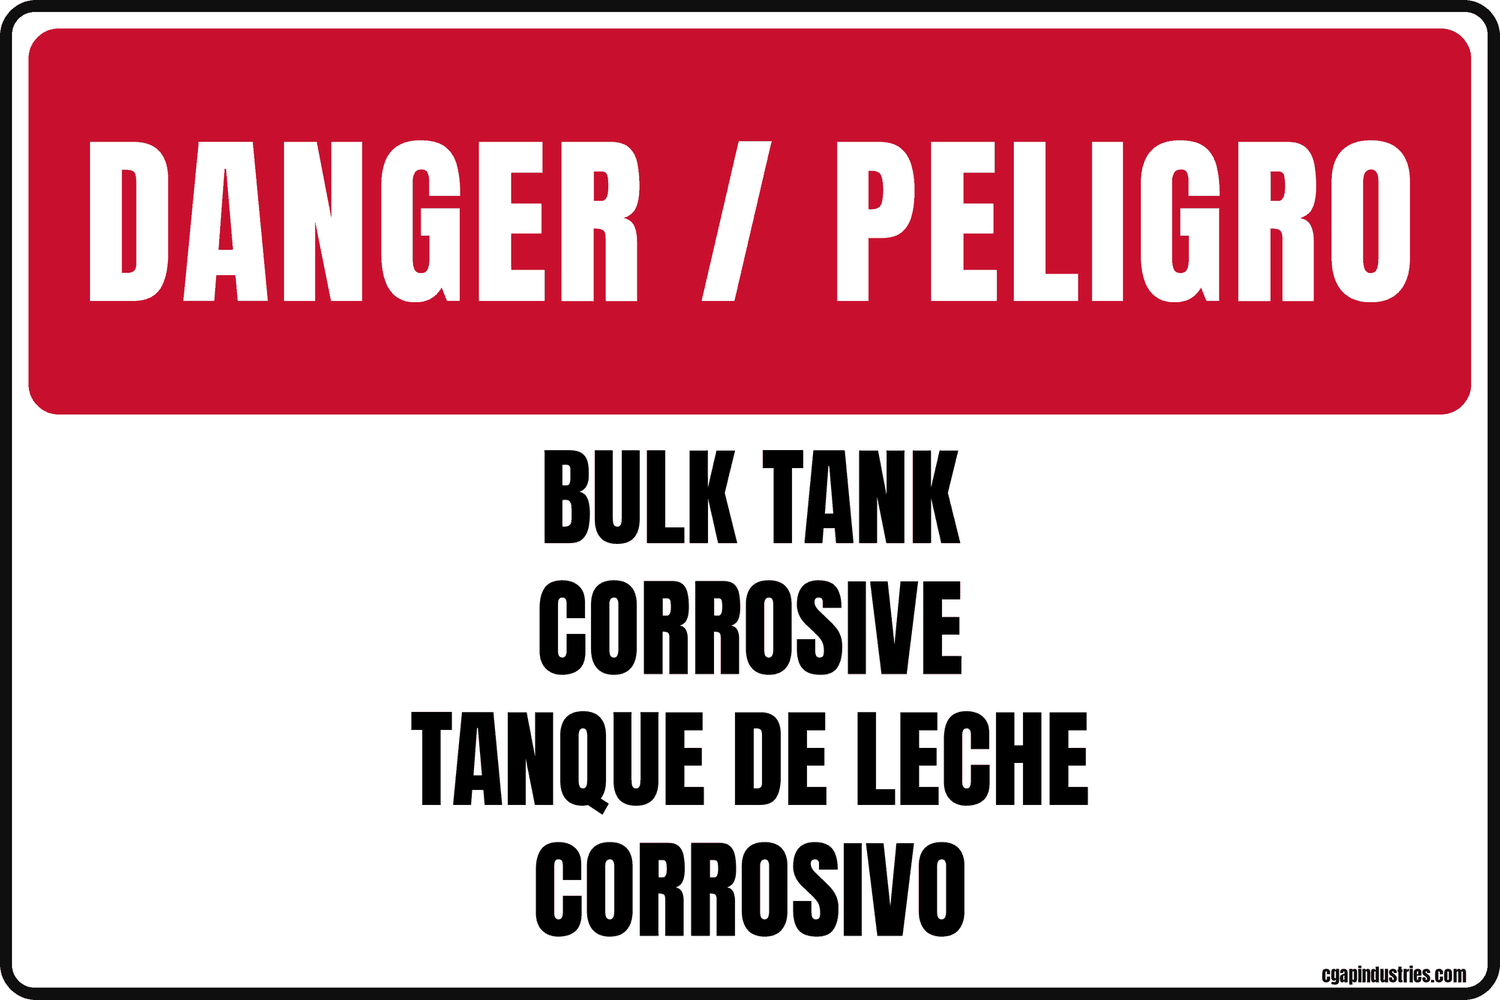 DANGER / PELIGRO
BULK TANK
CORROSIVE
TANQUE DE LECHE
CORROSIVO
cgapindustries.com